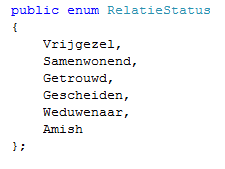 public enum RelatieStatus
{
    Vrijgezel,
    Samenwonend,
    Getrouwd,
    Gescheiden,
    Weduwenaar,
    Amish
};